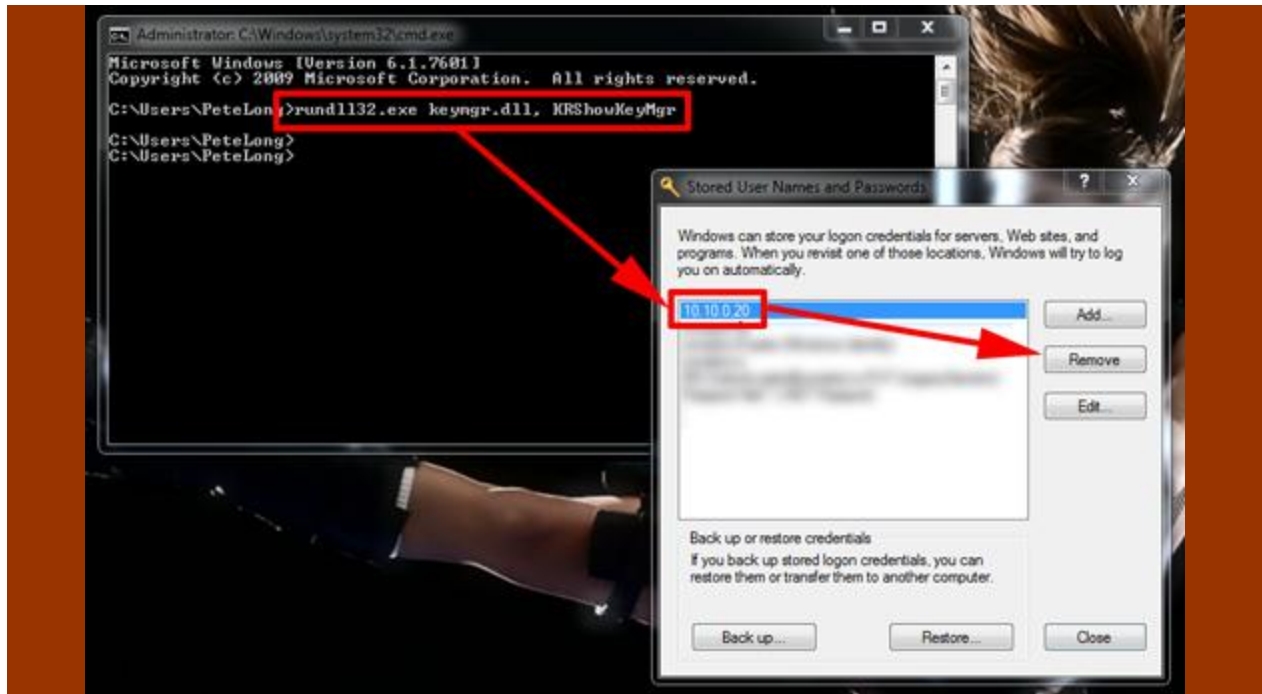 Administrator: C:\Windows\system32\cmd.exe
Microsoft Windows [Version 6.1.7601]
Copyright (c) 2009 Microsoft Corporation.  All rights reserved.
C:\Users\PeteLong>rundll32.exe keymgr.dll, KRShowKeyMgr
C:\Users\PeteLong>
C:\Users\PeteLong>
Stored User Names and Passwords
Windows can store your logon credentials for servers, Web sites, and
programs. When you revisit one of those locations, Windows will try to log
you on automatically.
10.10.0.20
Add...
Remove
Edit...
Back up or restore credentials
If you back up stored logon credentials, you can
restore them or transfer them to another computer.
Back up...
Restore...
Close